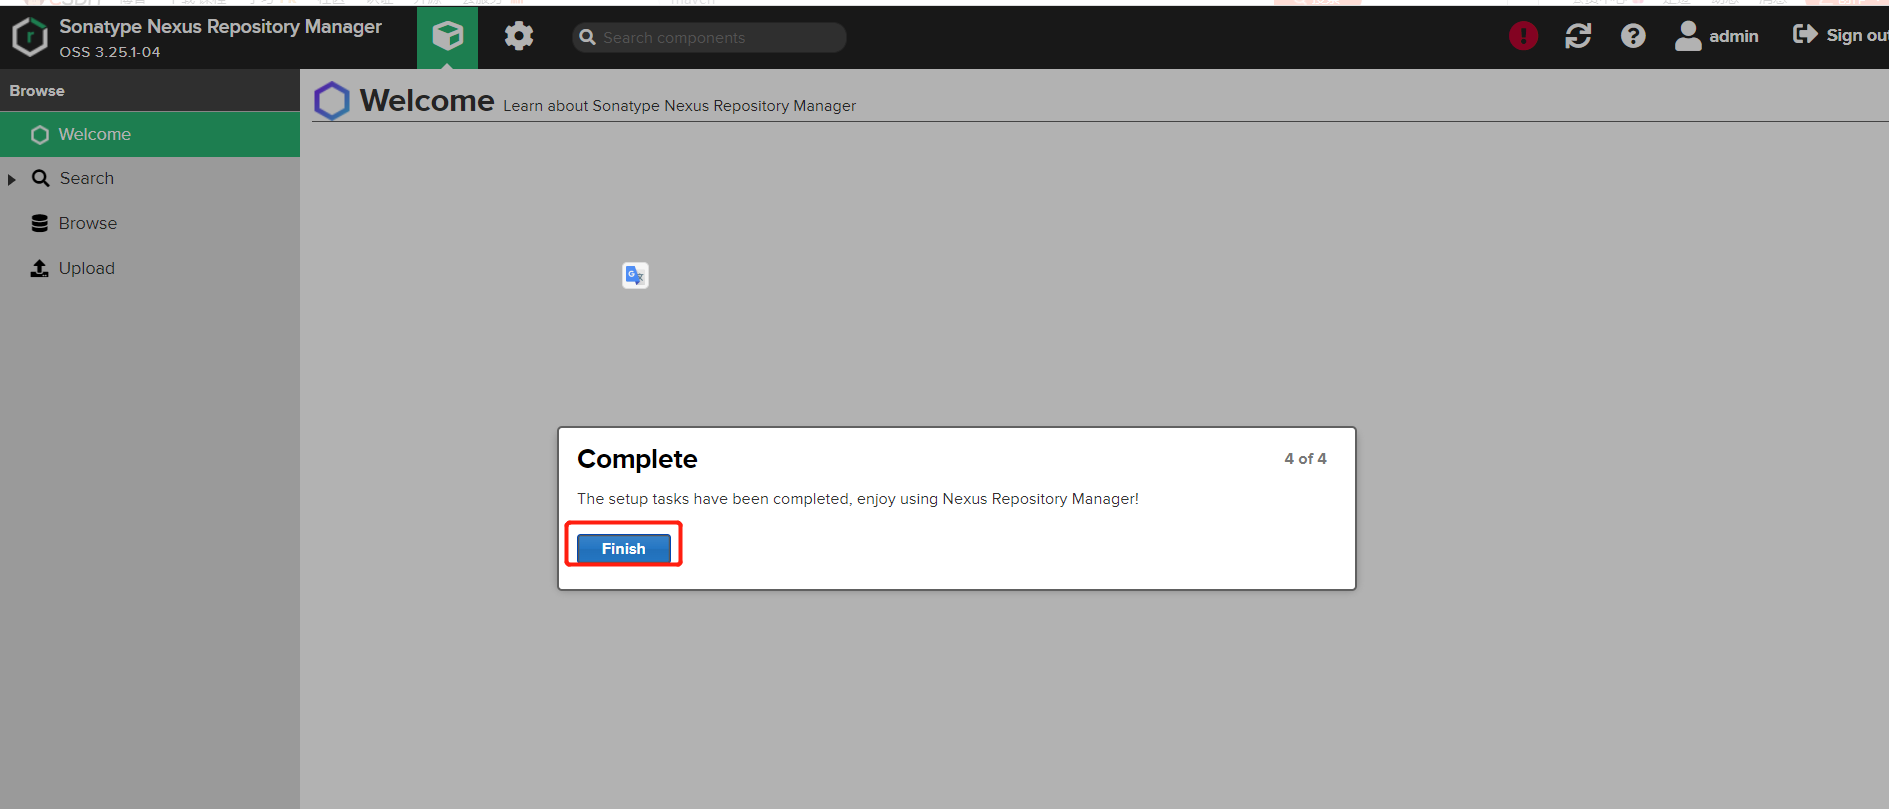 Sonatype Nexus Repository Manager
OSS 3.25.1-04
Search components
admin
Sign out
Browse
Welcome
Search
Browse
Upload
Welcome Learn about Sonatype Nexus Repository Manager
Complete
4 of 4
The setup tasks have been completed, enjoy using Nexus Repository Manager!
Finish